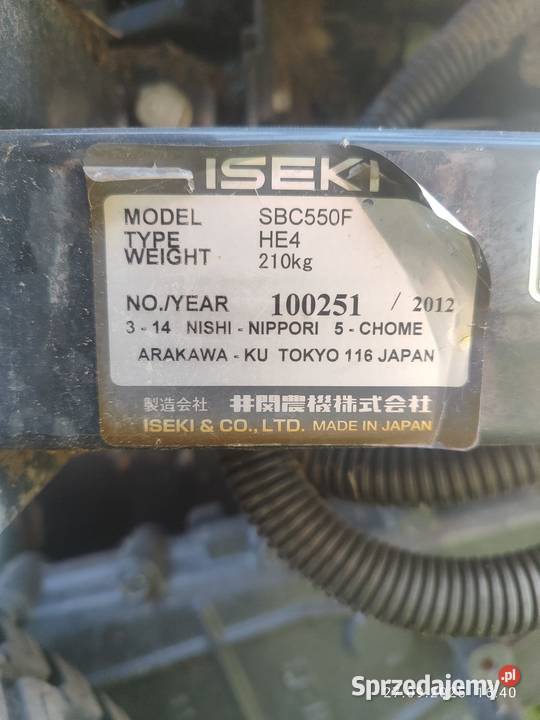 ISEKI
MODEL SBC550F
TYPE HE4
WEIGHT 210kg
NO./YEAR 100251 / 2012
3 - 14 NISHI - NIPPORI 5 - CHOME
ARAKAWA - KU TOKYO 116 JAPAN
製造会社 井関農機株式会社
ISEKI & CO., LTD. MADE IN JAPAN
Sprzedajemy.pl